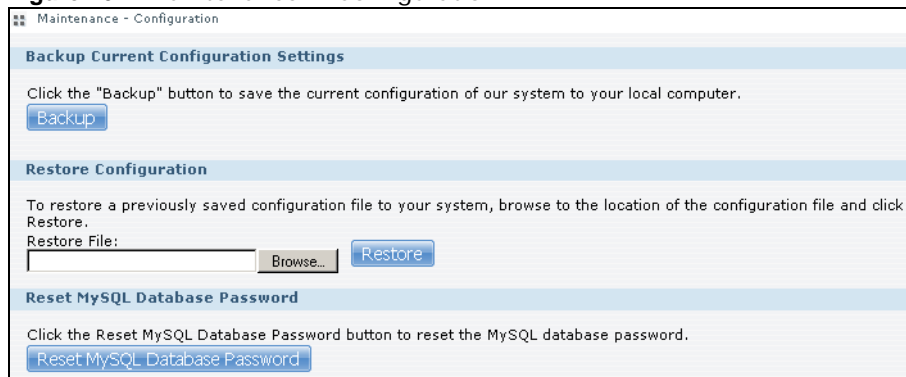 Maintenance - Configuration
Backup Current Configuration Settings
Click the "Backup" button to save the current configuration of our system to your local computer.
Backup
Restore Configuration
To restore a previously saved configuration file to your system, browse to the location of the configuration file and click
Restore.
Restore File:
Browse...
Restore
Reset MySQL Database Password
Click the Reset MySQL Database Password button to reset the MySQL database password.
Reset MySQL Database Password